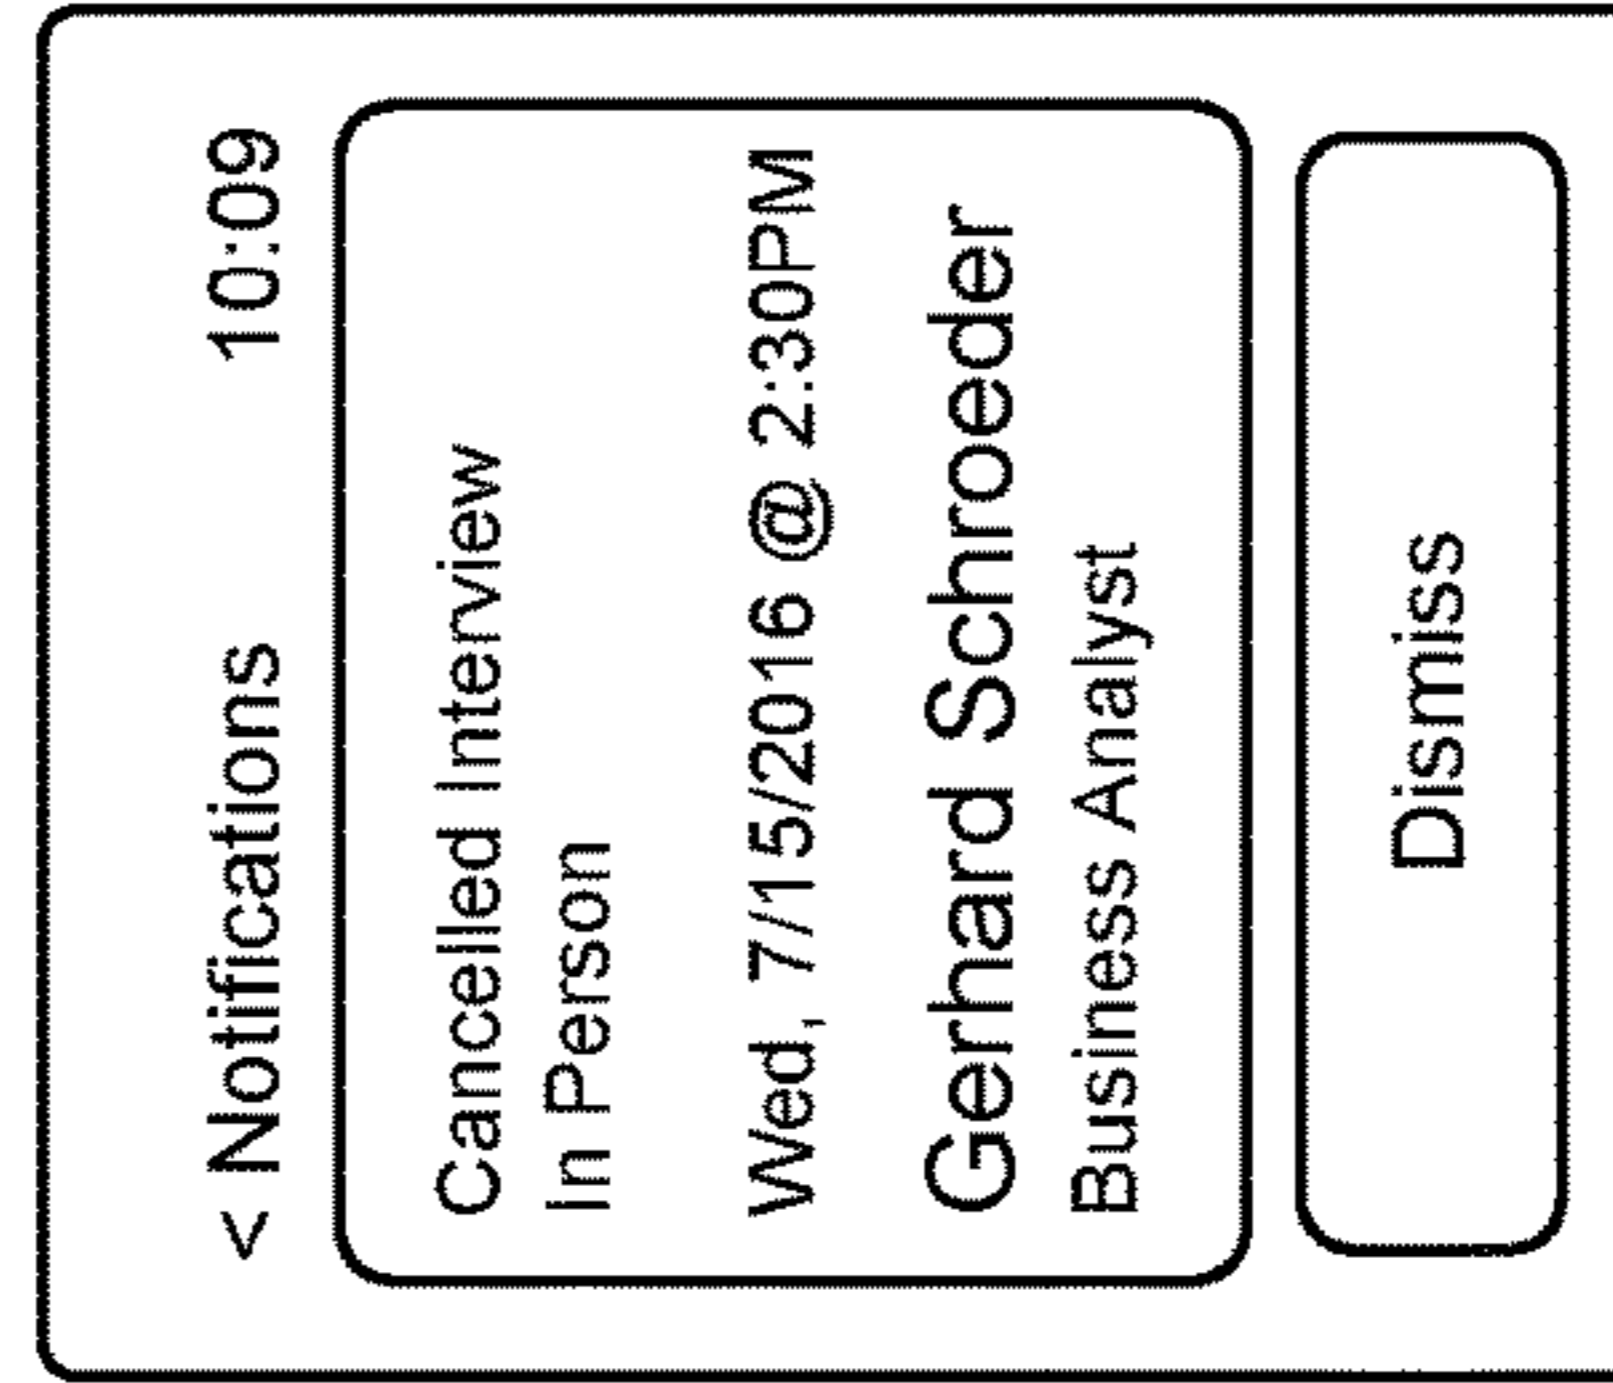 < Notifications 10:09
Cancelled Interview
In Person
Wed, 7/15/2016 @ 2:30PM
Gerhard Schroeder
Business Analyst
Dismiss